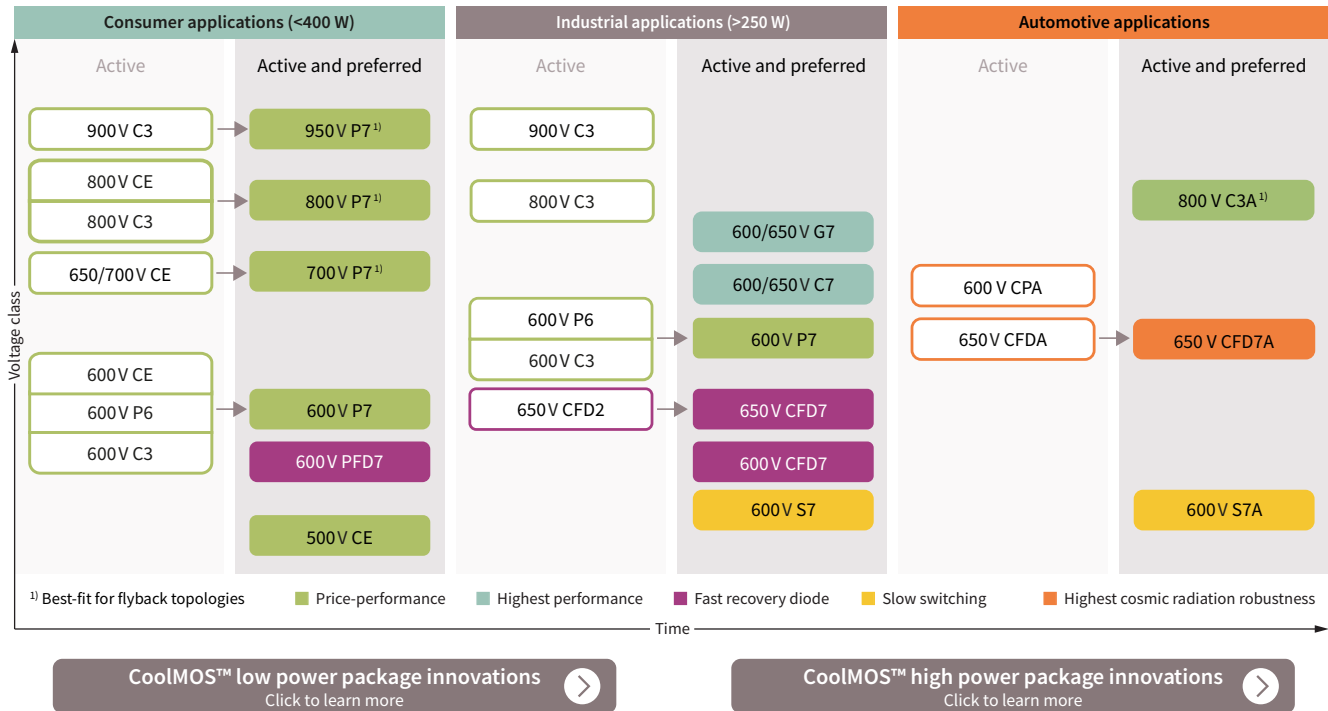 Consumer applications (<400 W)
Industrial applications (>250 W)
Automotive applications
Active
Active and preferred
Active
Active and preferred
Active
Active and preferred
Voltage class
900 V C3
950 V P7 1)
800 V CE
800 V C3
800 V P7 1)
650/700 V CE
700 V P7 1)
600 V CE
600 V P6
600 V C3
600 V P7
600 V PFD7
500 V CE
900 V C3
800 V C3
600/650 V G7
600/650 V C7
600 V P6
600 V C3
600 V P7
650 V CFD2
650 V CFD7
600 V CFD7
600 V S7
800 V C3A 1)
600 V CPA
650 V CFDA
650 V CFD7A
600 V S7A
1) Best-fit for flyback topologies
Price-performance
Highest performance
Fast recovery diode
Slow switching
Highest cosmic radiation robustness
Time
CoolMOS™ low power package innovations
Click to learn more
CoolMOS™ high power package innovations
Click to learn more